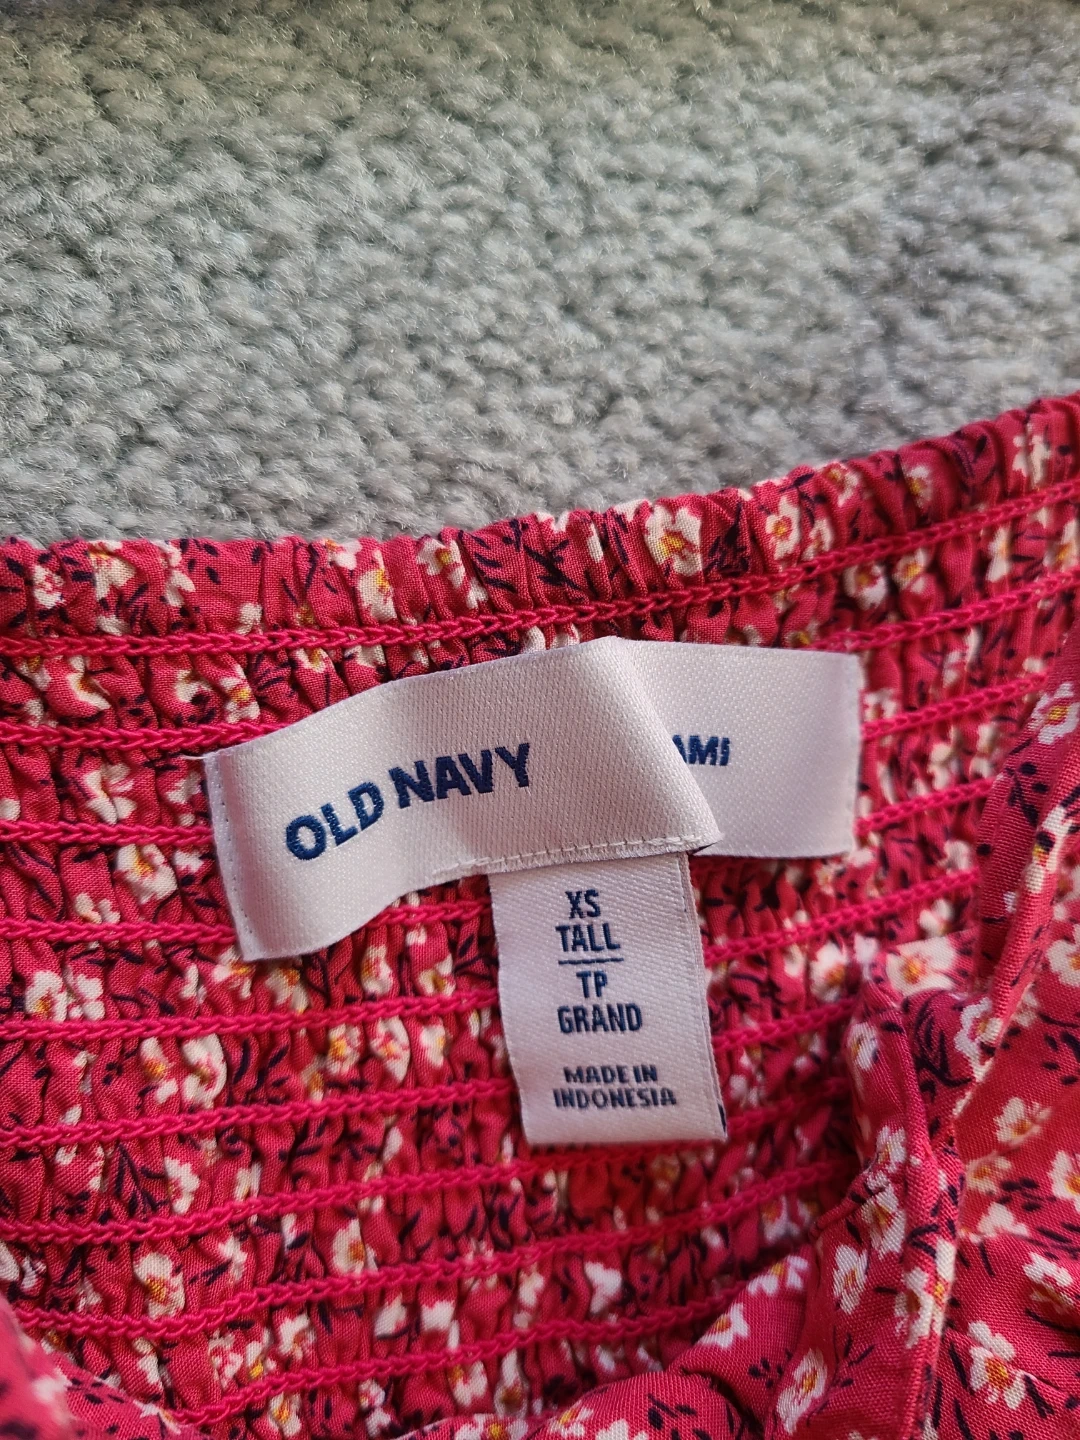 OLD NAVY
AMI
XS
TALL
TP
GRAND
MADE IN
INDONESIA